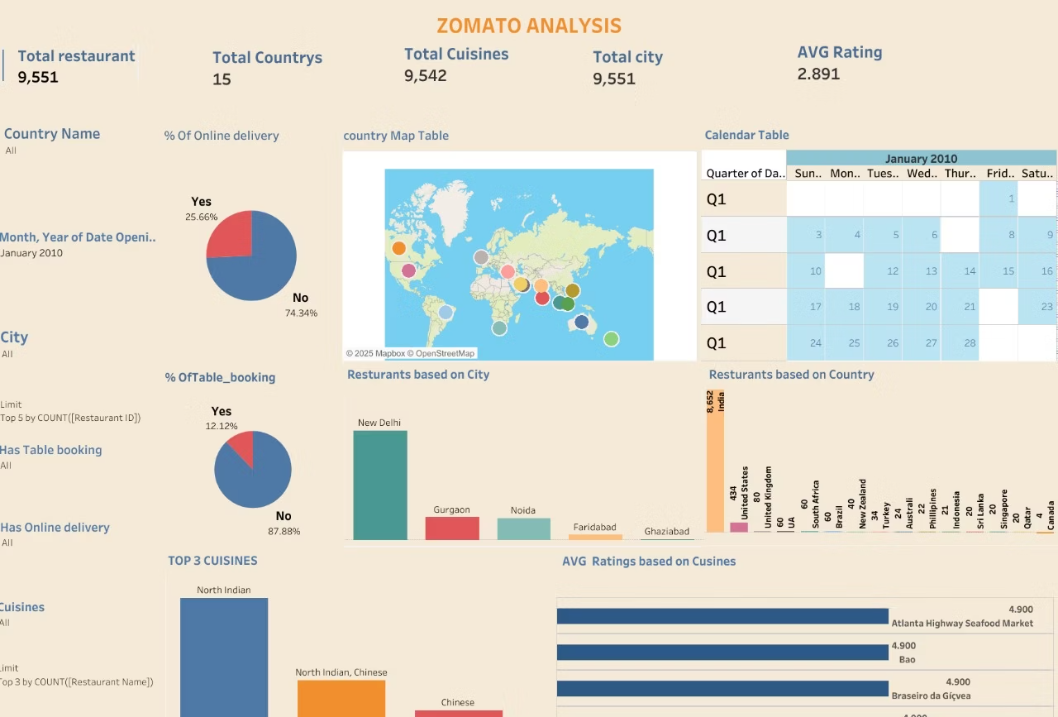 ZOMATO ANALYSIS
Total restaurant
9,551
Total Countrys
15
Total Cuisines
9,542
Total city
9,551
AVG Rating
2.891
Country Name
All
Month, Year of Date Openi..
January 2010
City
All
Limit
Top 5 by COUNT([Restaurant ID])
Has Table booking
All
Has Online delivery
All
Cuisines
All
Limit
Top 3 by COUNT([Restaurant Name])
% Of Online delivery
Yes
25.66%
No
74.34%
% OfTable_booking
Yes
12.12%
No
87.88%
country Map Table
© 2025 Mapbox © OpenStreetMap
Calendar Table
January 2010
Quarter of Da.. Sun.. Mon.. Tues.. Wed.. Thur.. Frid.. Satu..
Q1 1
Q1 3 4 5 6 8 9
Q1 10 12 13 14 15 16
Q1 17 18 19 20 21 23
Q1 24 25 26 27 28
Resturants based on City
New Delhi
Gurgaon
Noida
Faridabad
Ghaziabad
Resturants based on Country
8,652
India
434
United States
80
United Kingdom
60
UA
60
South Africa
60
Brazil
40
New Zealand
34
Turkey
24
Australi
22
Phillipines
21
Indonesia
20
Sri Lanka
20
Singapore
20
Qatar
4
Canada
TOP 3 CUISINES
North Indian
North Indian, Chinese
Chinese
AVG Ratings based on Cusines
4.900
Atlanta Highway Seafood Market
4.900
Bao
4.900
Braseiro da Gíçvea